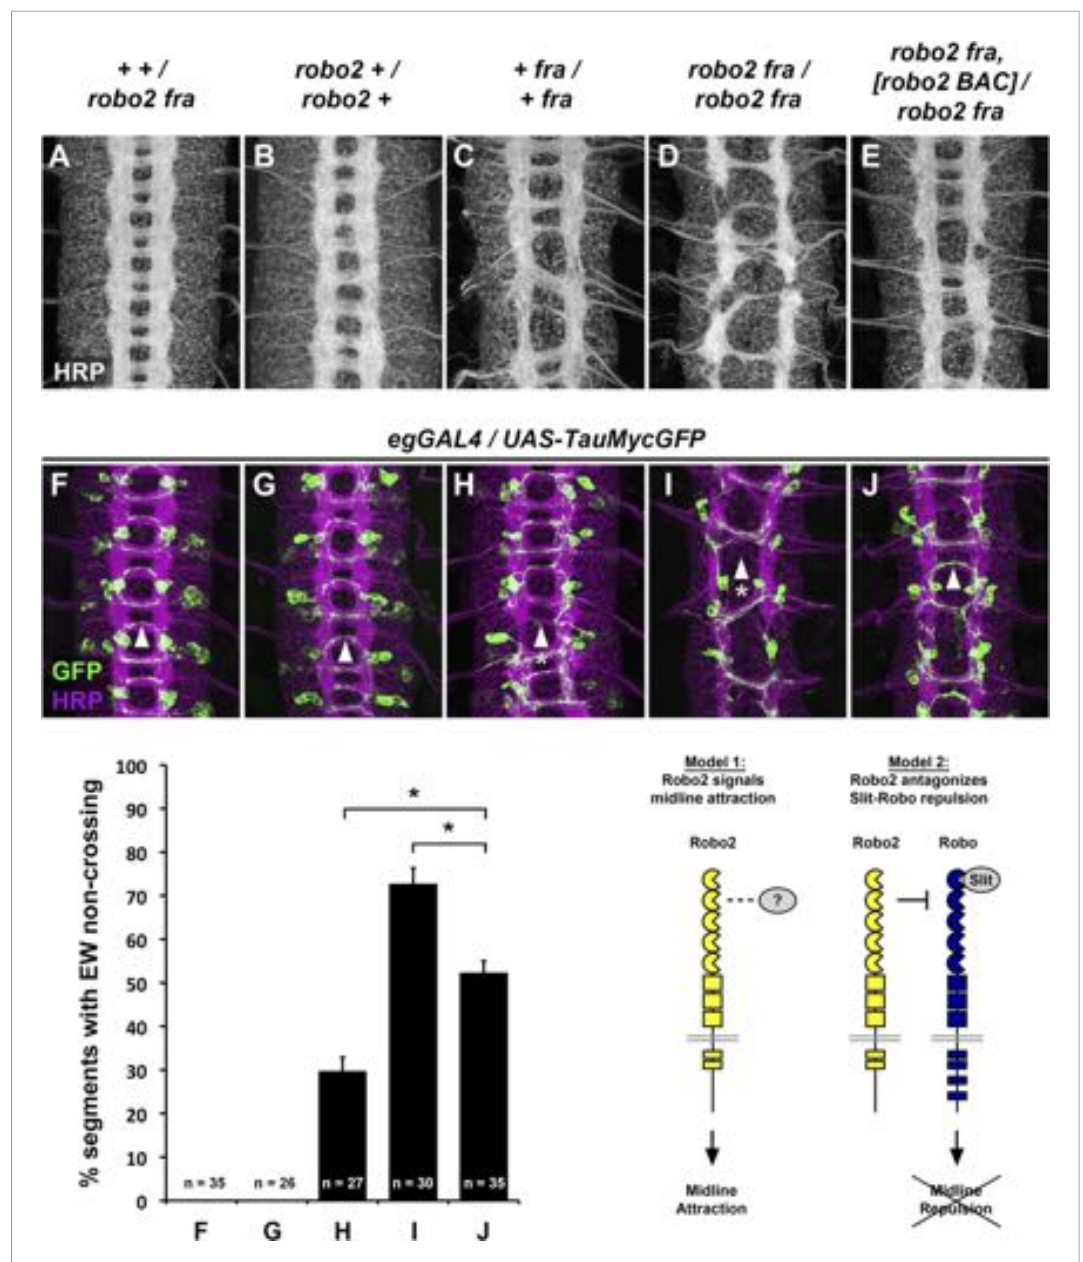 + + /
robo2 fra
robo2 + /
robo2 +
+ fra /
+ fra
robo2 fra /
robo2 fra
robo2 fra,
[robo2 BAC] /
robo2 fra
A
B
C
D
E
HRP
egGAL4 / UAS-TauMycGFP
F
G
H
I
J
*
*
GFP
HRP
% segments with EW non-crossing
100
90
80
70
60
50
40
30
20
10
0
*
*
n = 35
n = 26
n = 27
n = 30
n = 35
F
G
H
I
J
Model 1:
Robo2 signals
midline attraction
Robo2
?
Midline
Attraction
Model 2:
Robo2 antagonizes
Slit-Robo repulsion
Robo2
Robo
Slit
Midline
Repulsion